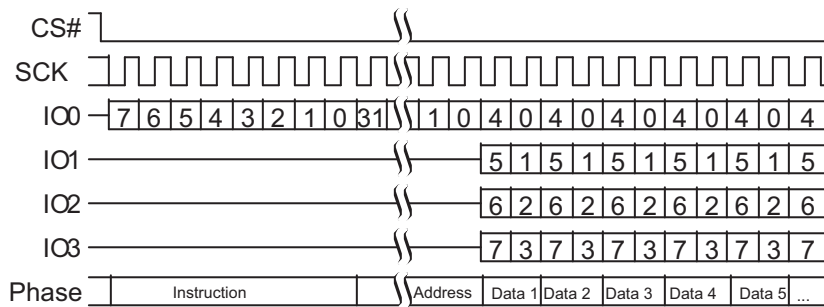 CS#
SCK
IO0 7 6 5 4 3 2 1 0 31 1 0 4 0 4 0 4 0 4 0 4 0 4
IO1 5 1 5 1 5 1 5 1 5 1 5
IO2 6 2 6 2 6 2 6 2 6 2 6
IO3 7 3 7 3 7 3 7 3 7 3 7
Phase Instruction Address Data 1 Data 2 Data 3 Data 4 Data 5 ...